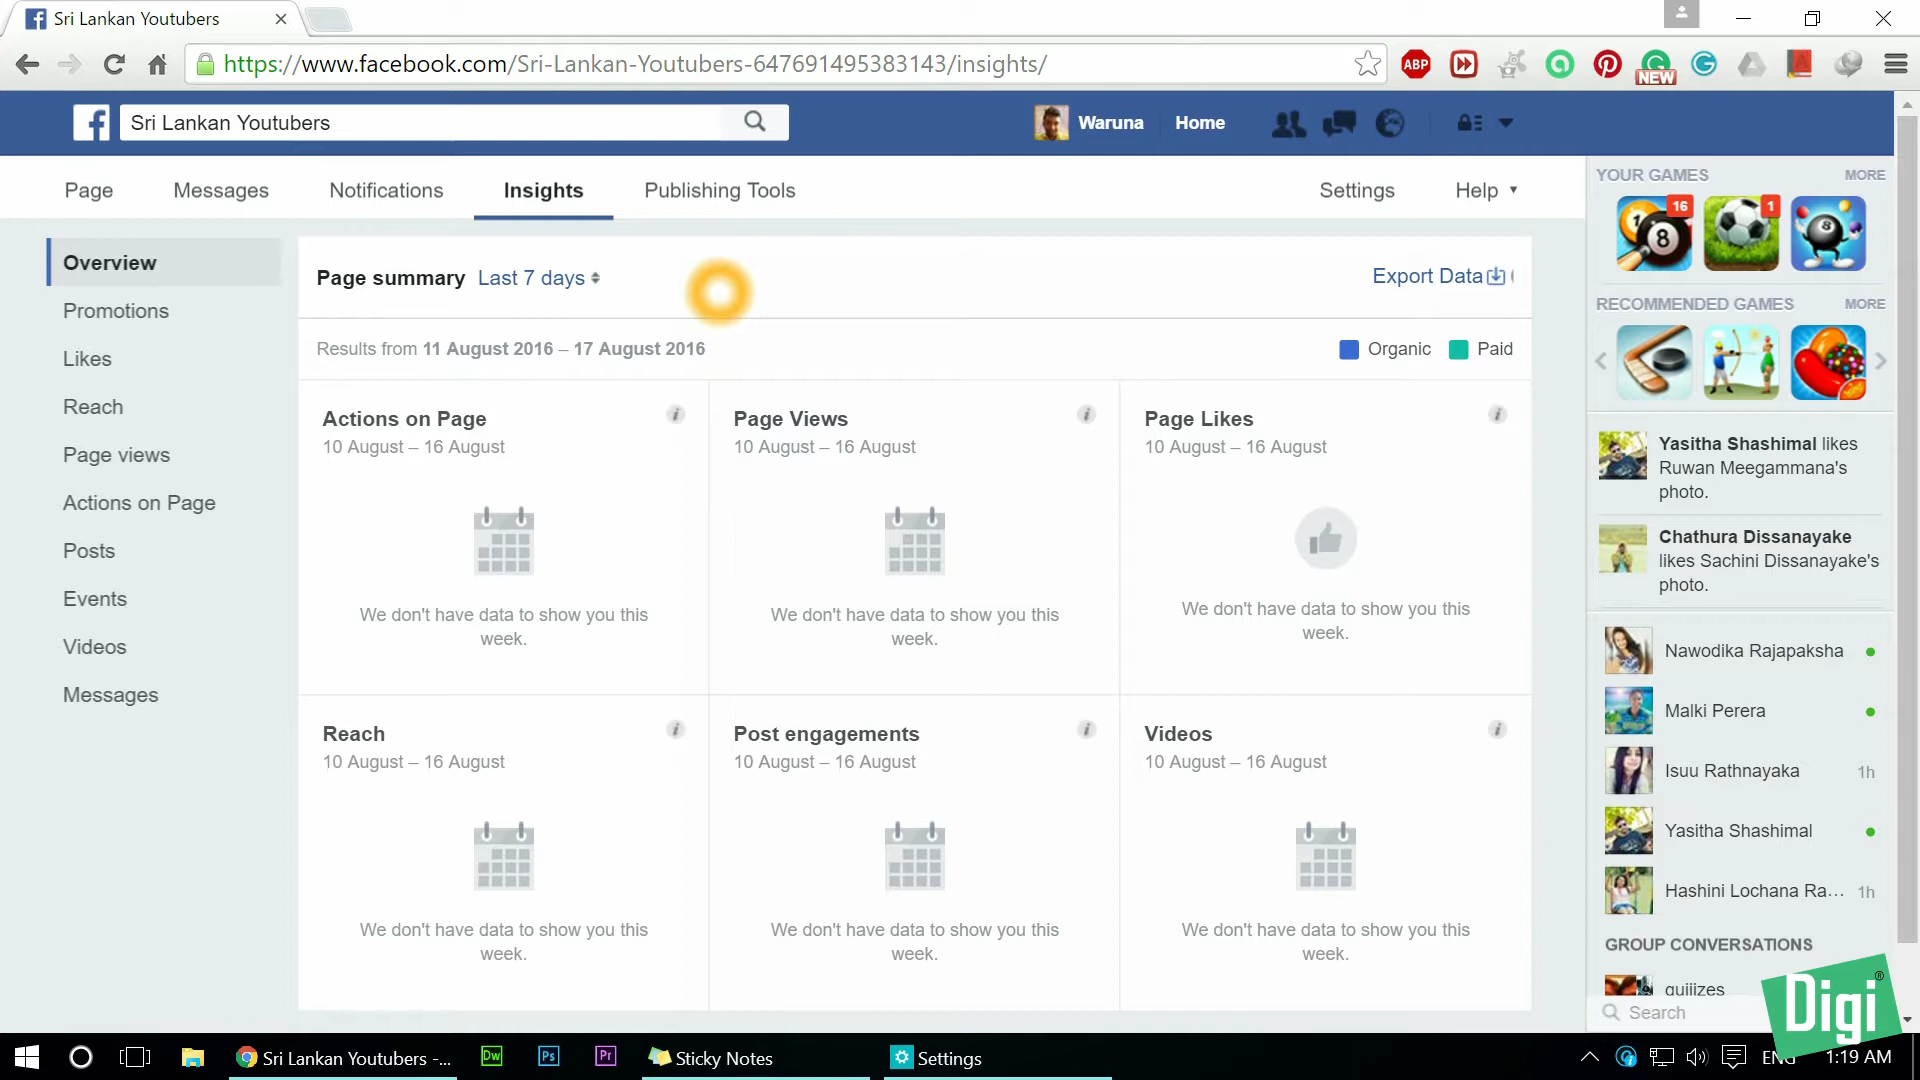 Sri Lankan Youtubers
https://www.facebook.com/Sri-Lankan-Youtubers-647691495383143/insights/
ABP
NEW
Sri Lankan Youtubers
Waruna
Home
Page
Messages
Notifications
Insights
Publishing Tools
Settings
Help
YOUR GAMES
MORE
16
1
8
8
RECOMMENDED GAMES
MORE
Overview
Promotions
Likes
Reach
Page views
Actions on Page
Posts
Events
Videos
Messages
Page summary Last 7 days
Export Data
Results from 11 August 2016 – 17 August 2016
Organic
Paid
Actions on Page
10 August – 16 August
We don't have data to show you this
week.
Page Views
10 August – 16 August
We don't have data to show you this
week.
Page Likes
10 August – 16 August
We don't have data to show you this
week.
Reach
10 August – 16 August
We don't have data to show you this
week.
Post engagements
10 August – 16 August
We don't have data to show you this
week.
Videos
10 August – 16 August
We don't have data to show you this
week.
Yasitha Shashimal likes
Ruwan Meegammana's
photo.
Chathura Dissanayake
likes Sachini Dissanayake's
photo.
Nawodika Rajapaksha
Malki Perera
Isuu Rathnayaka 1h
Yasitha Shashimal
Hashini Lochana Ra... 1h
GROUP CONVERSATIONS
Search
Digi
Sri Lankan Youtubers -...
Dw
Ps
Pr
Sticky Notes
Settings
1:19 AM